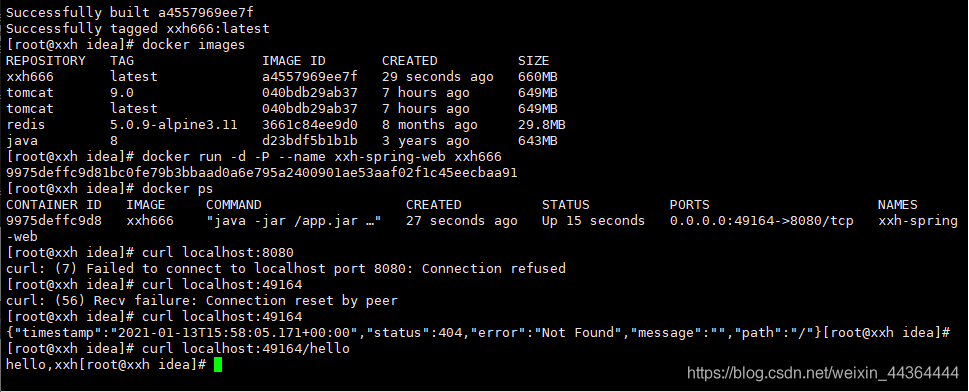 Successfully built a4557969ee7f
Successfully tagged xxh666:latest
[root@xxh idea]# docker images
REPOSITORY   TAG                IMAGE ID       CREATED          SIZE
xxh666       latest             a4557969ee7f   29 seconds ago   660MB
tomcat       9.0                040bdb29ab37   7 hours ago      649MB
tomcat       latest             040bdb29ab37   7 hours ago      649MB
redis        5.0.9-alpine3.11   3661c84ee9d0   8 months ago     29.8MB
java         8                  d23bdf5b1b1b   3 years ago      643MB
[root@xxh idea]# docker run -d -P --name xxh-spring-web xxh666
9975deffc9d81bc0fe79b3bbaad0a6e795a2400901ae53aaf02f1c45eecbaa91
[root@xxh idea]# docker ps
CONTAINER ID   IMAGE     COMMAND                  CREATED          STATUS          PORTS                     NAMES
9975deffc9d8   xxh666    "java -jar /app.jar …"   27 seconds ago   Up 15 seconds   0.0.0.0:49164->8080/tcp   xxh-spring
-web
[root@xxh idea]# curl localhost:8080
curl: (7) Failed to connect to localhost port 8080: Connection refused
[root@xxh idea]# curl localhost:49164
curl: (56) Recv failure: Connection reset by peer
[root@xxh idea]# curl localhost:49164
{"timestamp":"2021-01-13T15:58:05.171+00:00","status":404,"error":"Not Found","message":"","path":"/"}[root@xxh idea]#
[root@xxh idea]# curl localhost:49164/hello
hello,xxh[root@xxh idea]#
https://blog.csdn.net/weixin_44364444